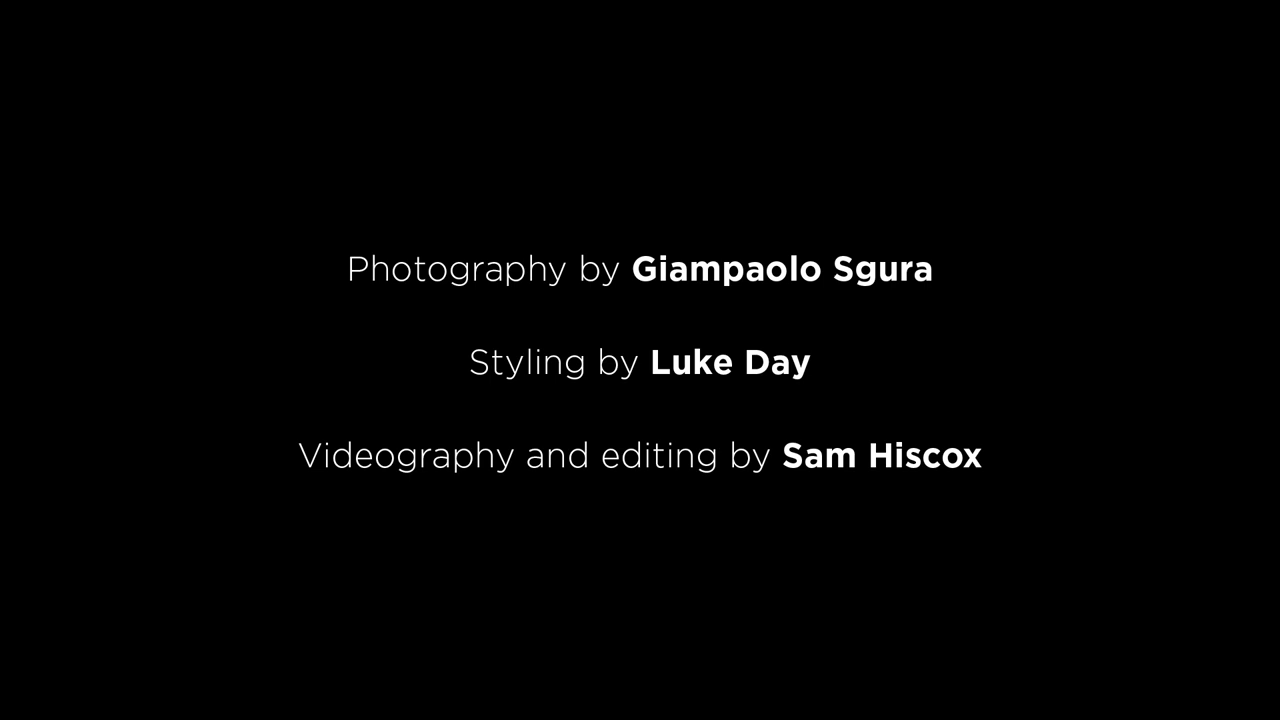 Photography by Giampaolo Sgura
Styling by Luke Day
Videography and editing by Sam Hiscox